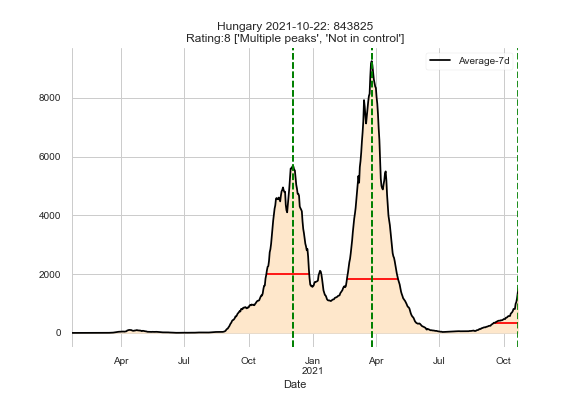 Hungary 2021-10-22: 843825
Rating:8 ['Multiple peaks', 'Not in control']
Average-7d
8000
6000
4000
2000
0
Apr
Jul
Oct
Jan
2021
Apr
Jul
Oct
Date